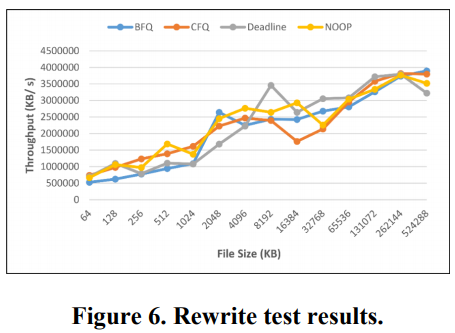 BFQ CFQ Deadline NOOP
4500000
4000000
3500000
3000000
2500000
2000000
1500000
1000000
500000
0
Throughput (KB/ s)
64 128 256 512 1024 2048 4096 8192 16384 32768 65536 131072 262144 524288
File Size (KB)
Figure 6. Rewrite test results.